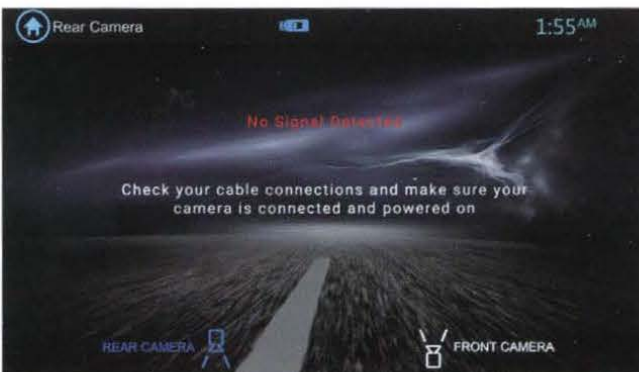 Rear Camera
1:55AM
No Signal Detected
Check your cable connections and make sure your
camera is connected and powered on
REAR CAMERA
FRONT CAMERA